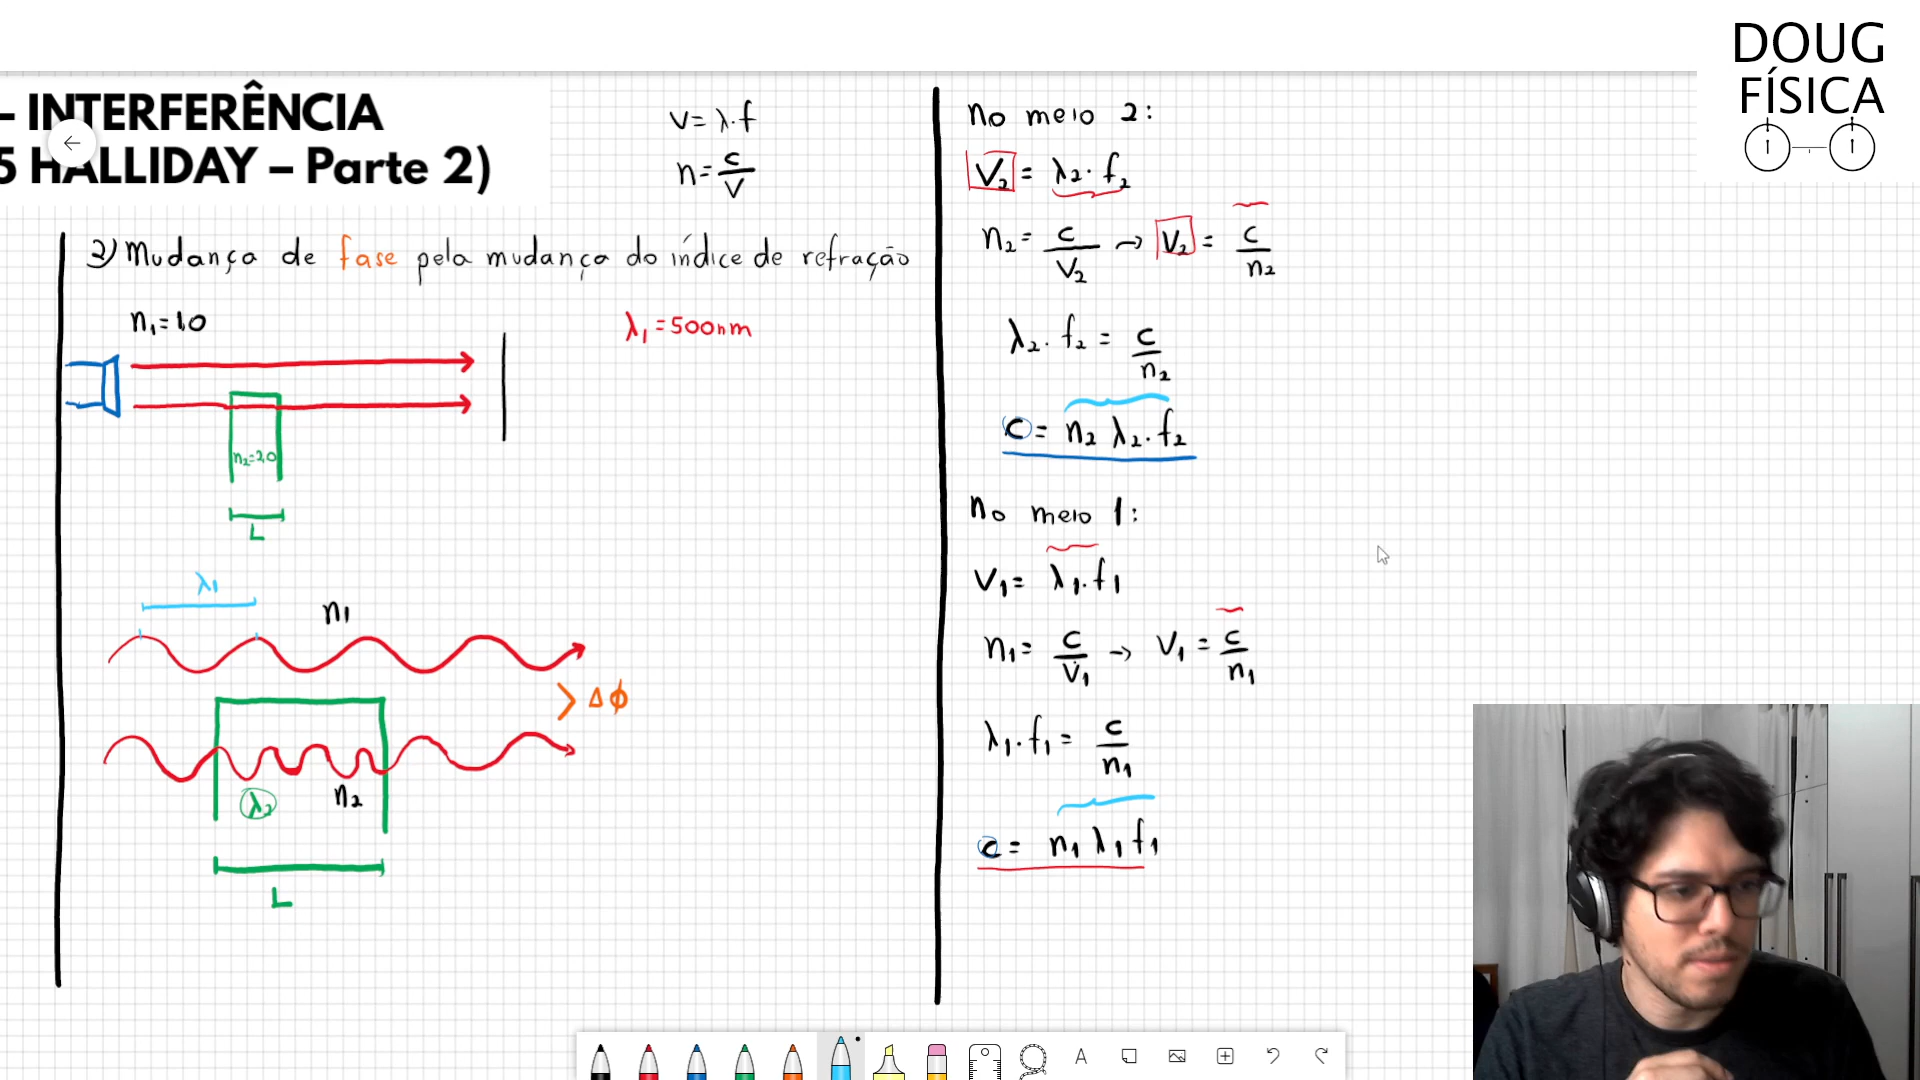 - INTERFERÊNCIA
5 HALLIDAY – Parte 2)
v = λ.f
n = c/v
3) Mudança de fase pela mudança do índice de refração
n₁=1,0
λ₁ = 500nm
n₂=2,0
L
λ₁
n₁
> Δϕ
λ₂
n₂
L
No meio 2:
V₂ = λ₂.f₂
n₂ = c/V₂ → V₂ = c/n₂
λ₂.f₂ = c/n₂
c = n₂ λ₂.f₂
No meio 1:
V₁ = λ₁.f₁
n₁ = c/V₁ → V₁ = c/n₁
λ₁.f₁ = c/n₁
c = n₁ λ₁ f₁
DOUG
FÍSICA
A